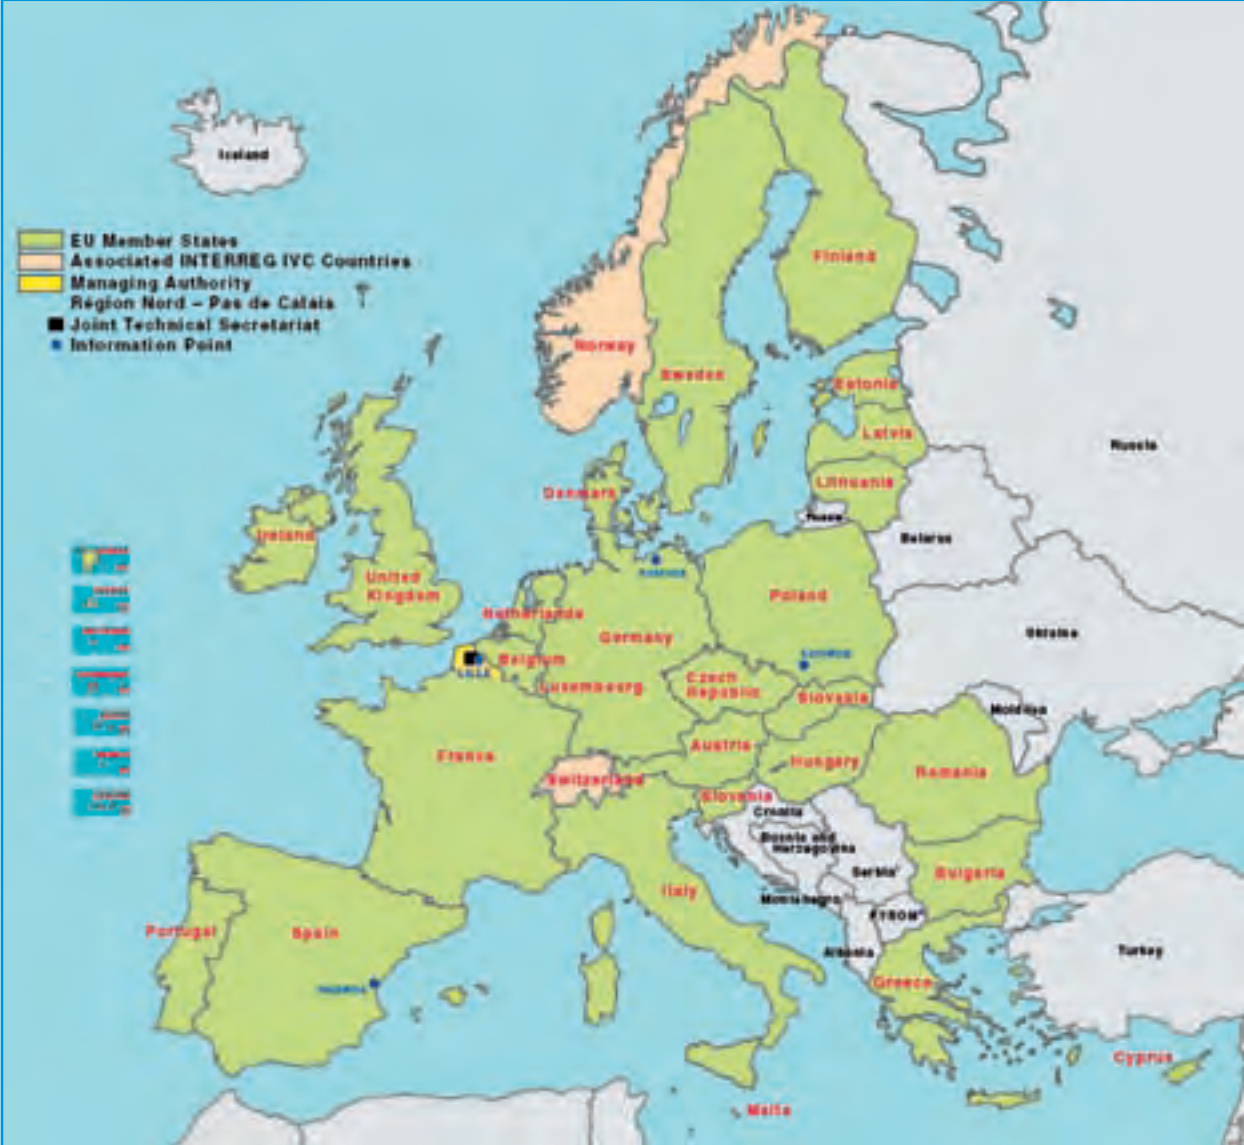 Iceland
EU Member States
Associated INTERREG IVC Countries
Managing Authority
Région Nord – Pas de Calais
Joint Technical Secretariat
Information Point
Finland
Norway
Sweden
Estonia
Latvia
Russia
Lithuania
Denmark
Russia
Ireland
Belarus
United
Kingdom
Netherlands
Poland
Germany
Ukraine
Belgium
LILLE
Luxembourg
Czech
Republic
Slovakia
Moldova
France
Austria
Switzerland
Hungary
Romania
Slovenia
Croatia
Bosnia and
Herzegovina
Serbia
Bulgaria
Italy
Montenegro
FYROM
Portugal
Spain
Albania
Turkey
Greece
Valencia
Cyprus
Malta